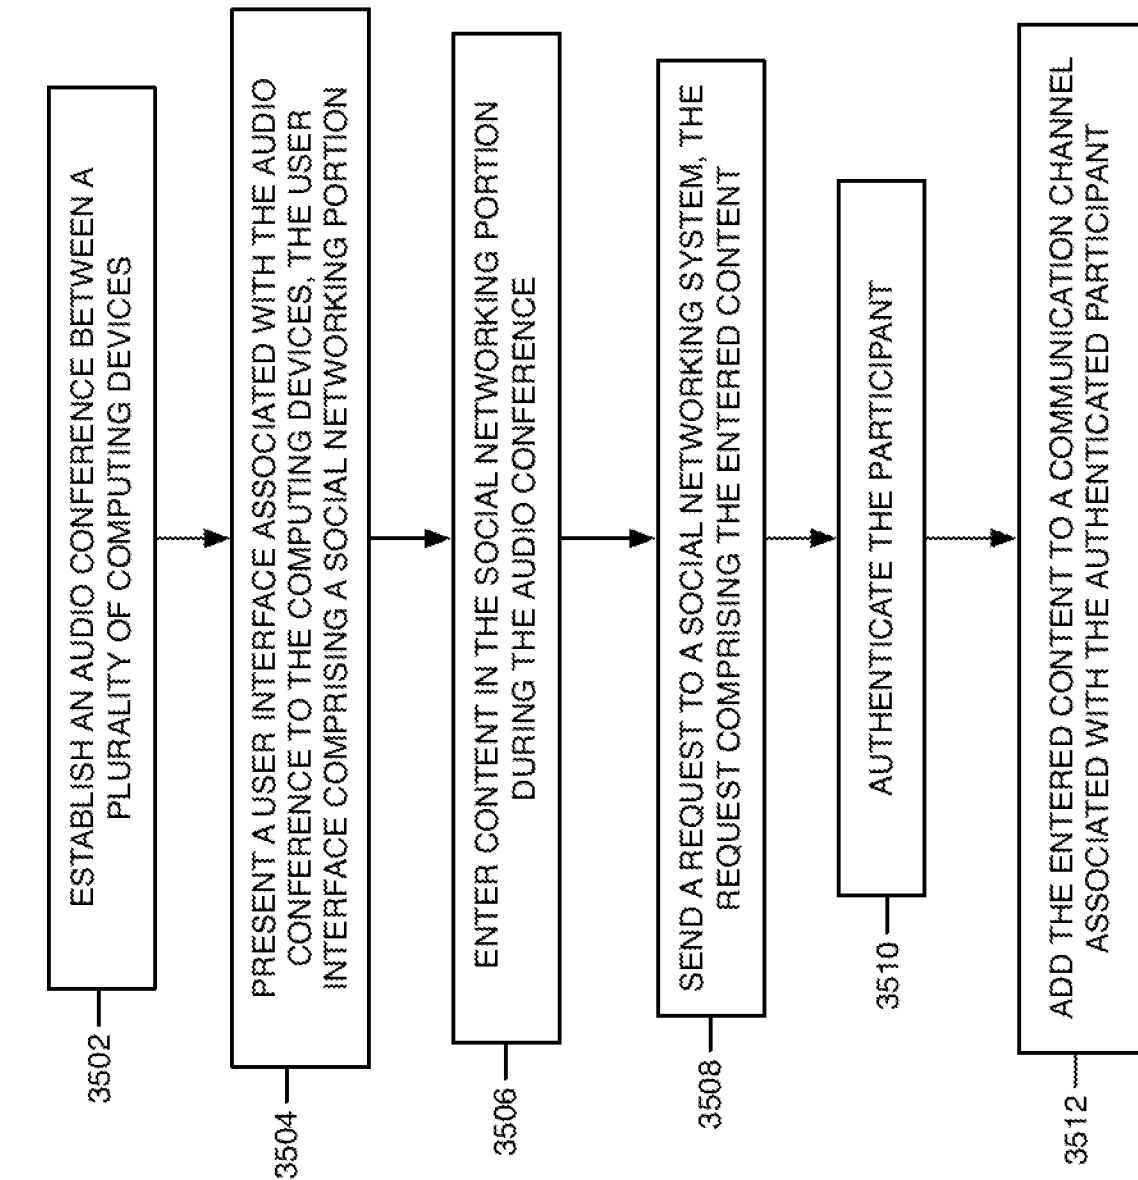 3502
ESTABLISH AN AUDIO CONFERENCE BETWEEN A
PLURALITY OF COMPUTING DEVICES
3504
PRESENT A USER INTERFACE ASSOCIATED WITH THE AUDIO
CONFERENCE TO THE COMPUTING DEVICES, THE USER
INTERFACE COMPRISING A SOCIAL NETWORKING PORTION
3506
ENTER CONTENT IN THE SOCIAL NETWORKING PORTION
DURING THE AUDIO CONFERENCE
3508
SEND A REQUEST TO A SOCIAL NETWORKING SYSTEM, THE
REQUEST COMPRISING THE ENTERED CONTENT
3510
AUTHENTICATE THE PARTICIPANT
3512
ADD THE ENTERED CONTENT TO A COMMUNICATION CHANNEL
ASSOCIATED WITH THE AUTHENTICATED PARTICIPANT